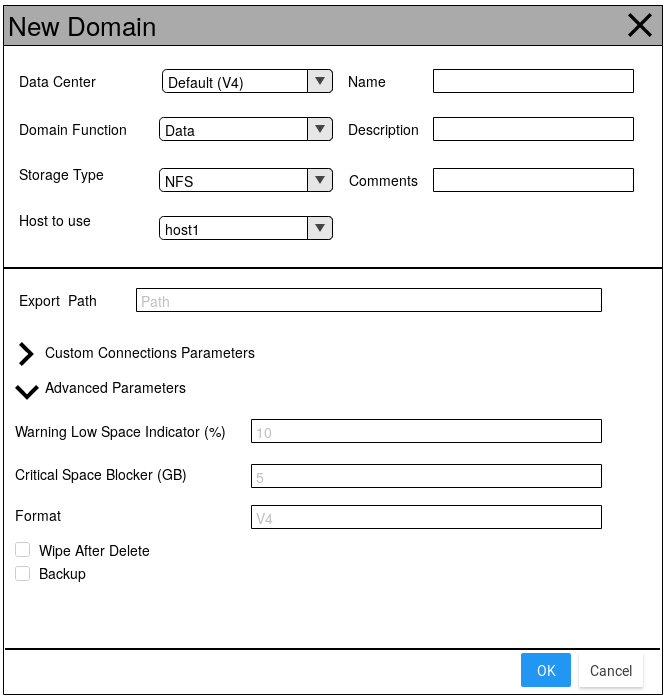 New Domain
Data Center Default (V4) Name
Domain Function Data Description
Storage Type NFS Comments
Host to use host1
Export Path Path
Custom Connections Parameters
Advanced Parameters
Warning Low Space Indicator (%) 10
Critical Space Blocker (GB) 5
Format V4
Wipe After Delete
Backup
OK Cancel